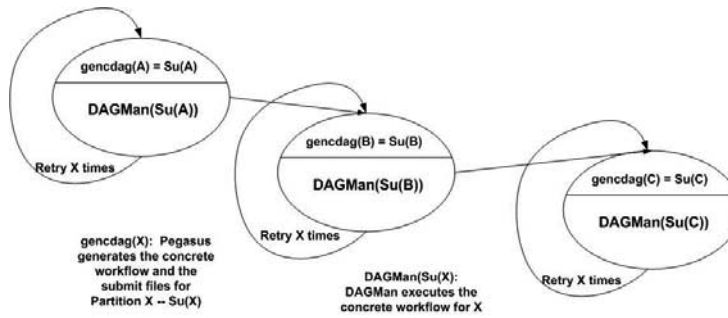 gencdag(A) = Su(A)
DAGMan(Su(A))
Retry X times
gencdag(B) = Su(B)
DAGMan(Su(B))
Retry X times
gencdag(C) = Su(C)
DAGMan(Su(C))
Retry X times
gencdag(X): Pegasus
generates the concrete
workflow and the
submit files for
Partition X -- Su(X)
DAGMan(Su(X):
DAGMan executes the
concrete workflow for X